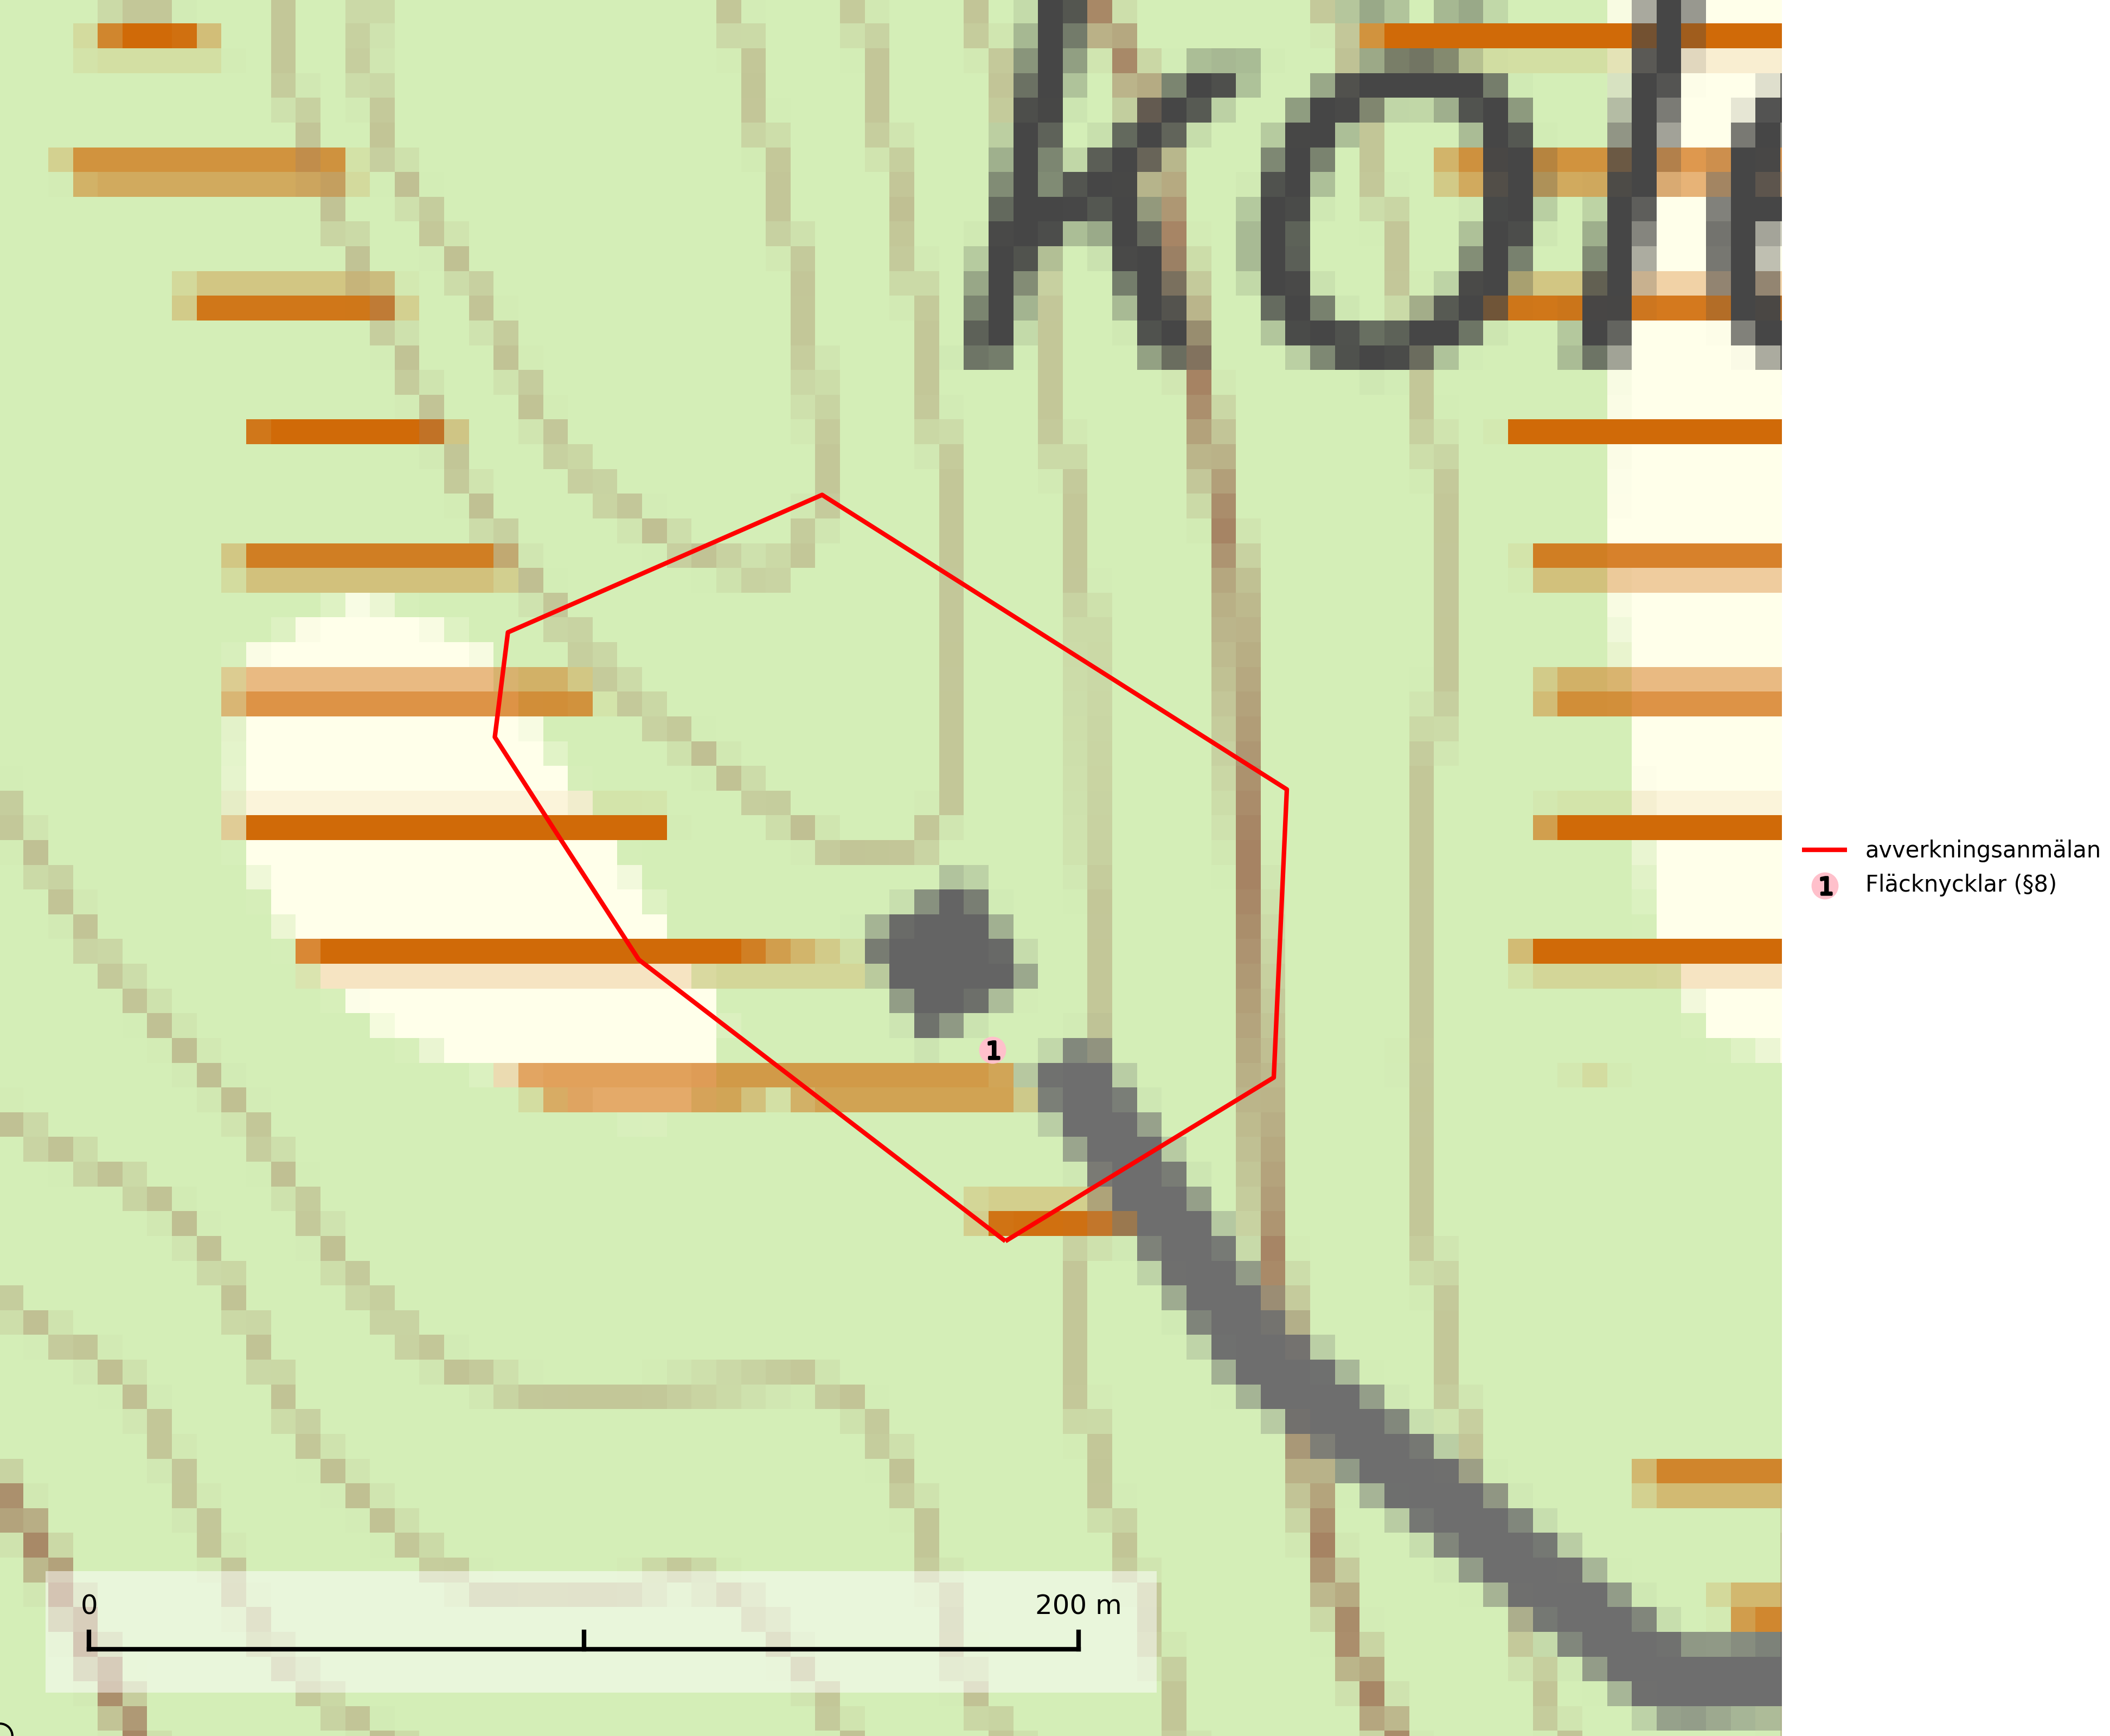 1
avverkningsanmälan
1 Fläcknycklar (§8)
0 200 m